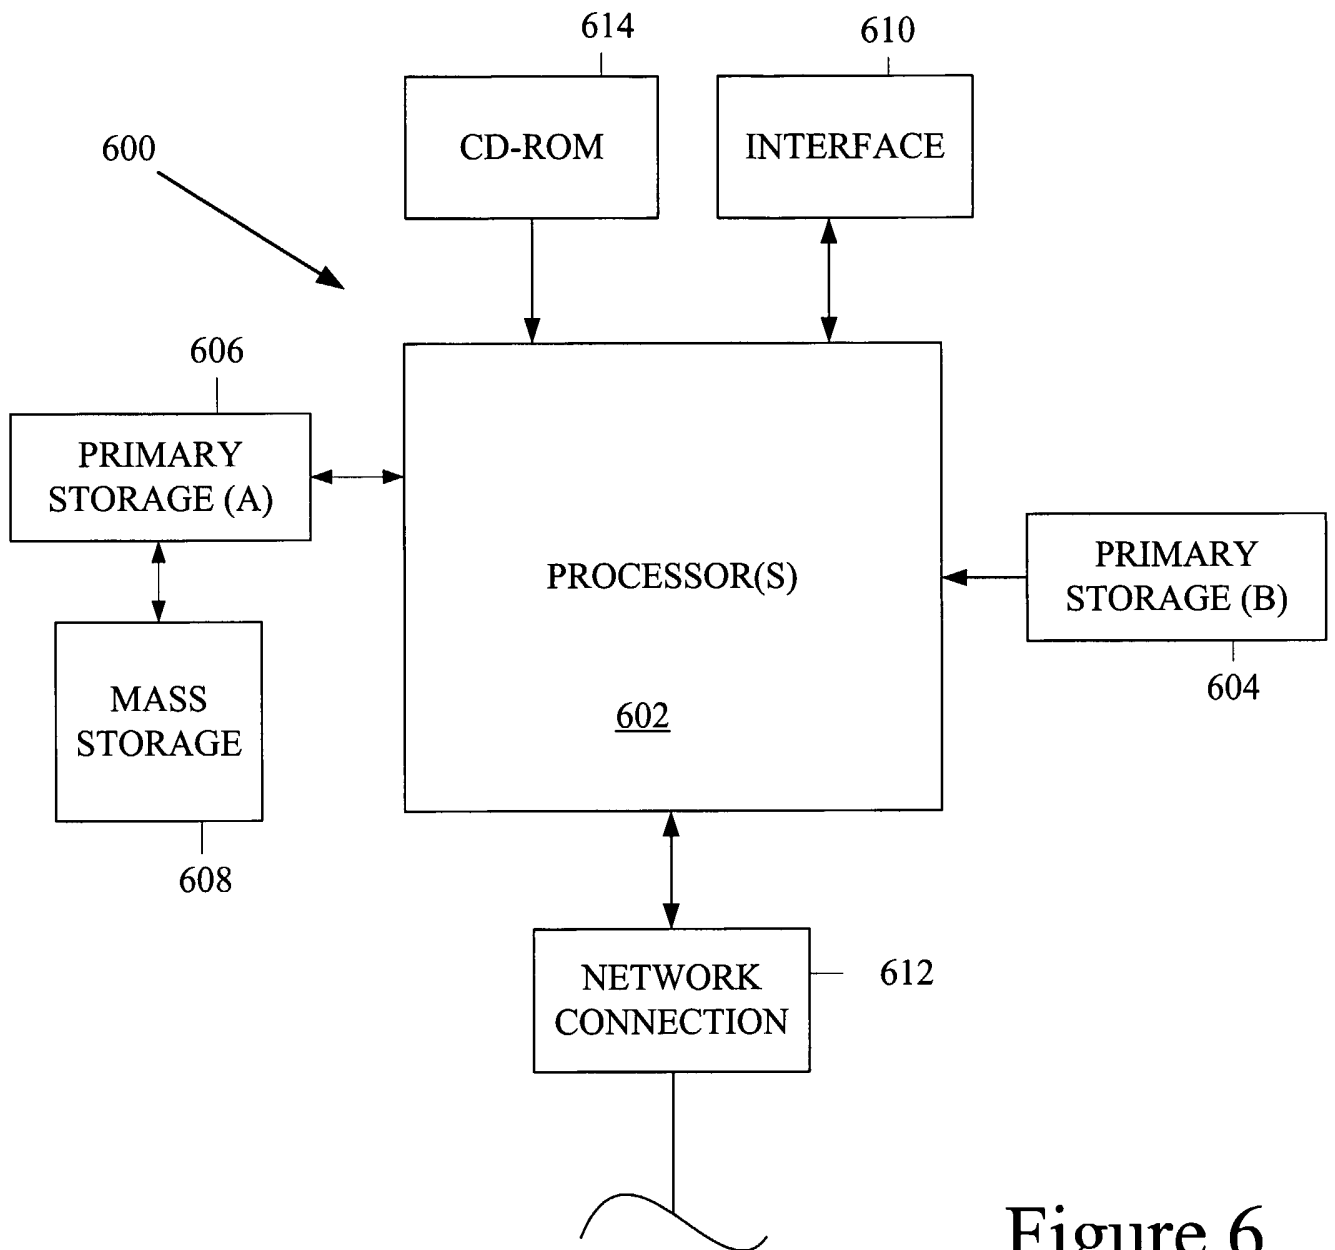 614
610
CD-ROM
INTERFACE
600
606
PRIMARY
STORAGE (A)
PROCESSOR(S)
PRIMARY
STORAGE (B)
604
MASS
STORAGE
602
608
NETWORK
CONNECTION
612
Figure 6